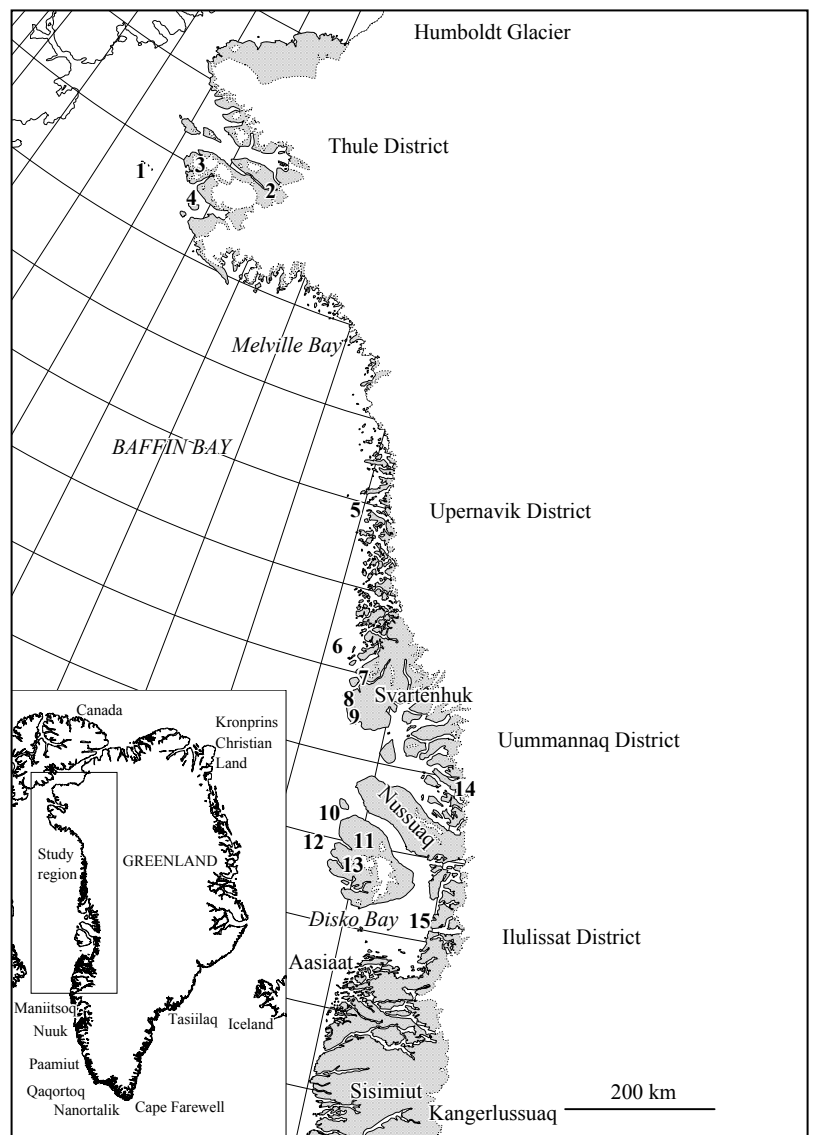 Humboldt Glacier
Thule District
1
3
2
4
Melville Bay
BAFFIN BAY
5
Upernavik District
6
7
8
Svartenhuk
9
Uummannaq District
14
Nussuaq
10
12
11
13
Disko Bay
15
Ilulissat District
Aasiaat
Sisimiut
200 km
Kangerlussuaq
Canada
Kronprins
Christian
Land
Study
region
GREENLAND
Maniitsoq
Nuuk
Tasiilaq
Iceland
Paamiut
Qaqortoq
Nanortalik
Cape Farewell